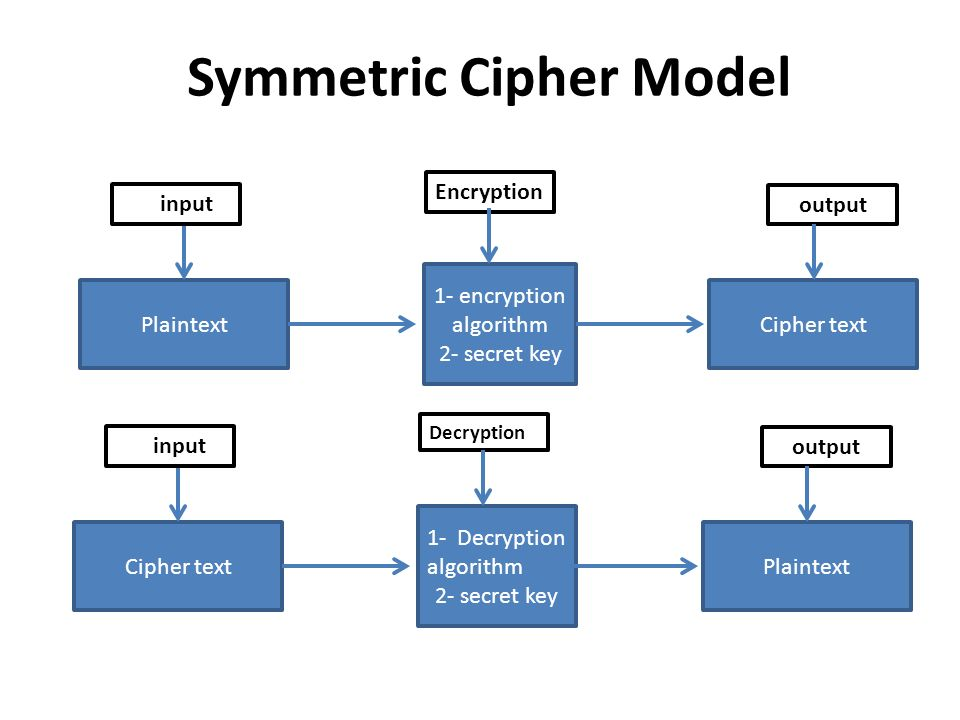 Symmetric Cipher Model
input
Encryption
output
Plaintext
1- encryption
algorithm
2- secret key
Cipher text
input
Decryption
output
Cipher text
1- Decryption
algorithm
2- secret key
Plaintext